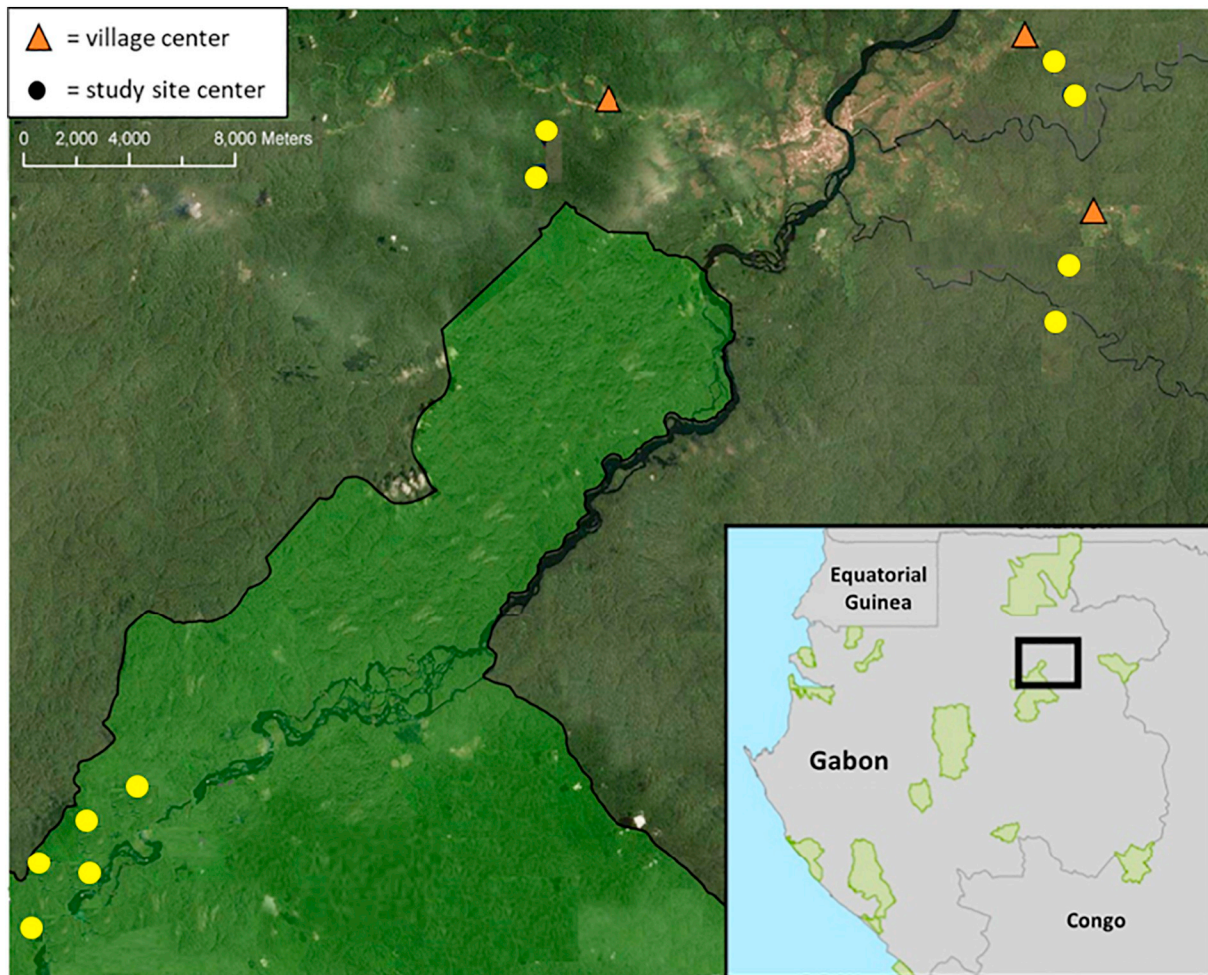 = village center
= study site center
0 2,000 4,000 8,000 Meters
Equatorial
Guinea
Gabon
Congo